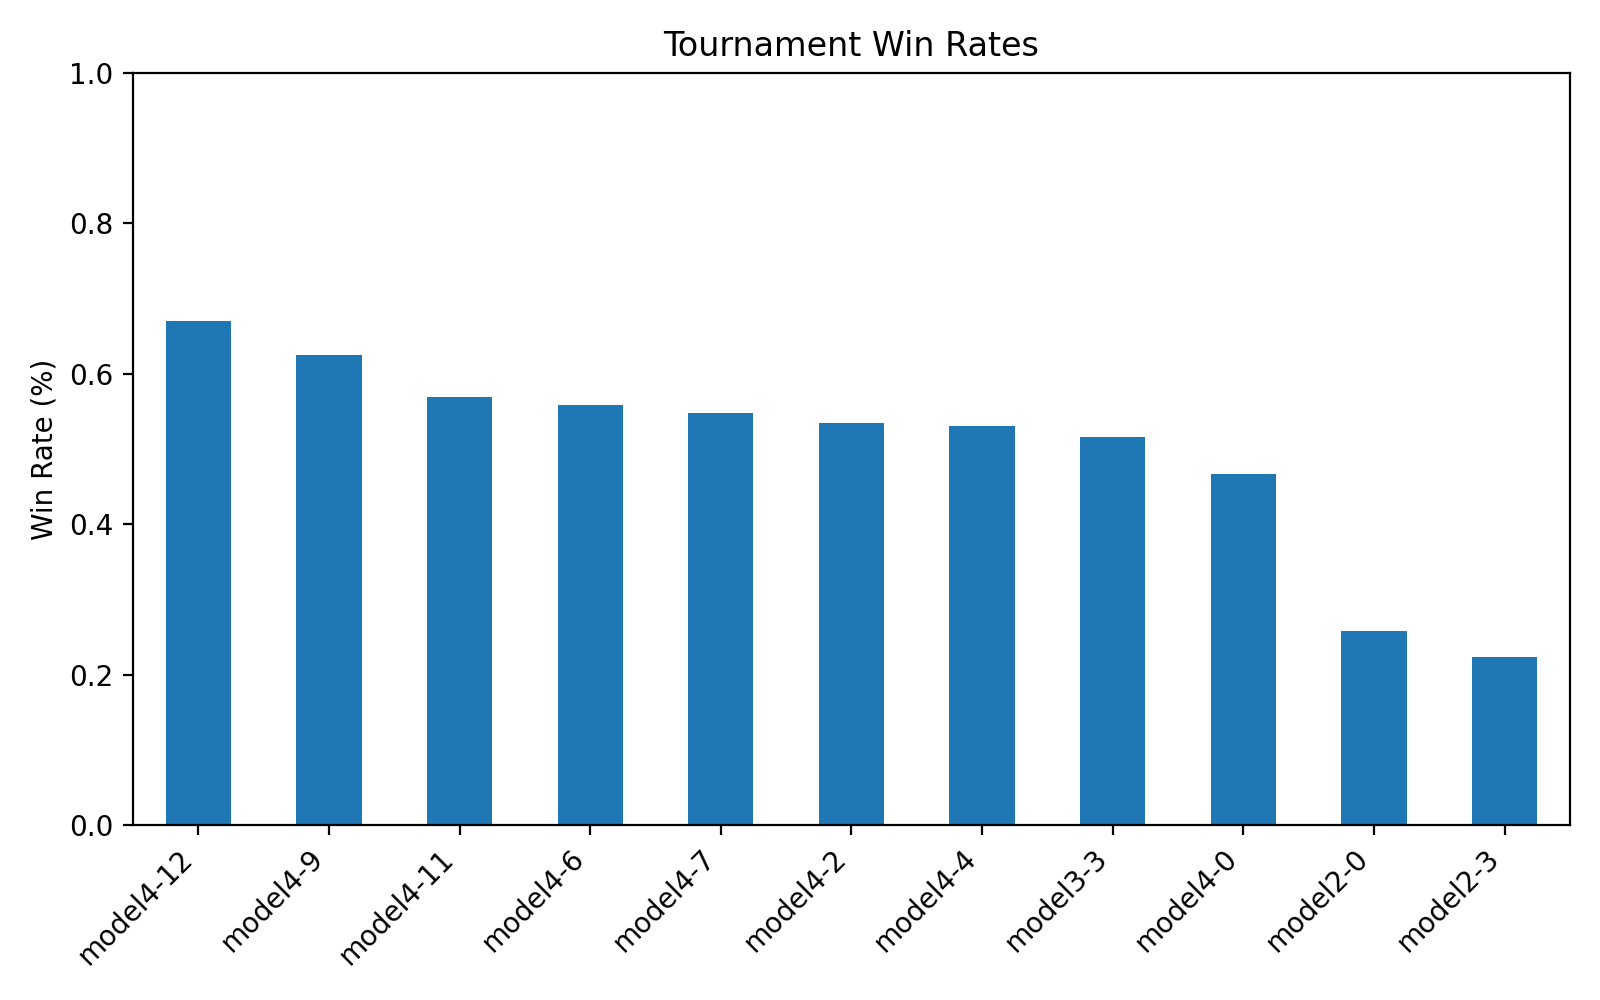 Tournament Win Rates
Win Rate (%)
1.0
0.8
0.6
0.4
0.2
0.0
model4-12
model4-9
model4-11
model4-6
model4-7
model4-2
model4-4
model3-3
model4-0
model2-0
model2-3